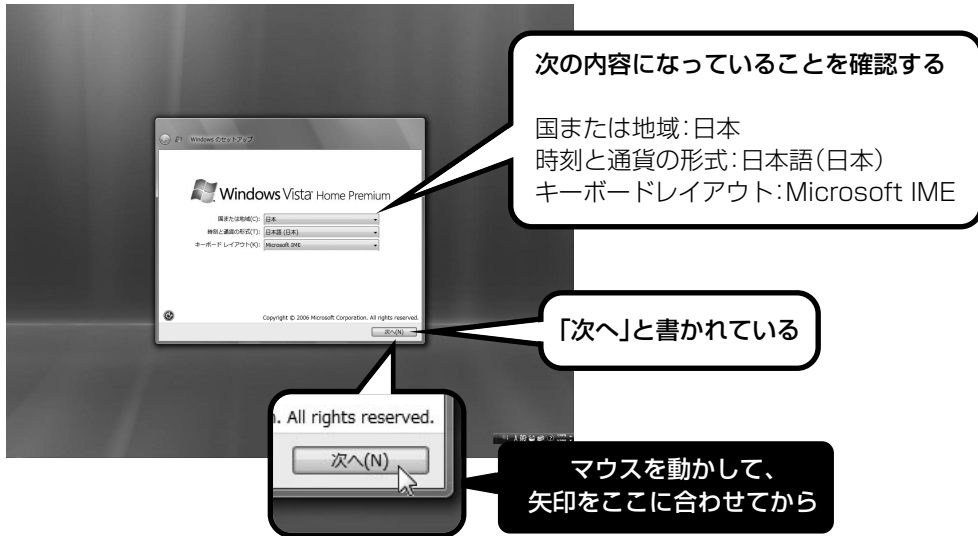 次の内容になっていることを確認する
国または地域:日本
時刻と通貨の形式:日本語(日本)
キーボードレイアウト:Microsoft IME
Windows のセットアップ
Windows Vista™ Home Premium
国または地域(C): 日本
時刻と通貨の形式(T): 日本語 (日本)
キーボード レイアウト(K): Microsoft IME
Copyright © 2006 Microsoft Corporation. All rights reserved.
次へ(N)
「次へ」と書かれている
. All rights reserved.
次へ(N)
マウスを動かして、
矢印をここに合わせてから